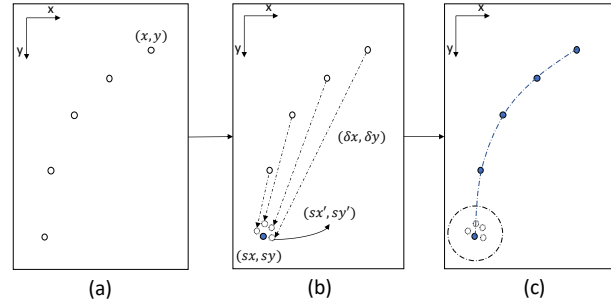 x
y
(x, y)
(a)
x
y
(δx, δy)
(sx′, sy′)
(sx, sy)
(b)
x
y
(c)